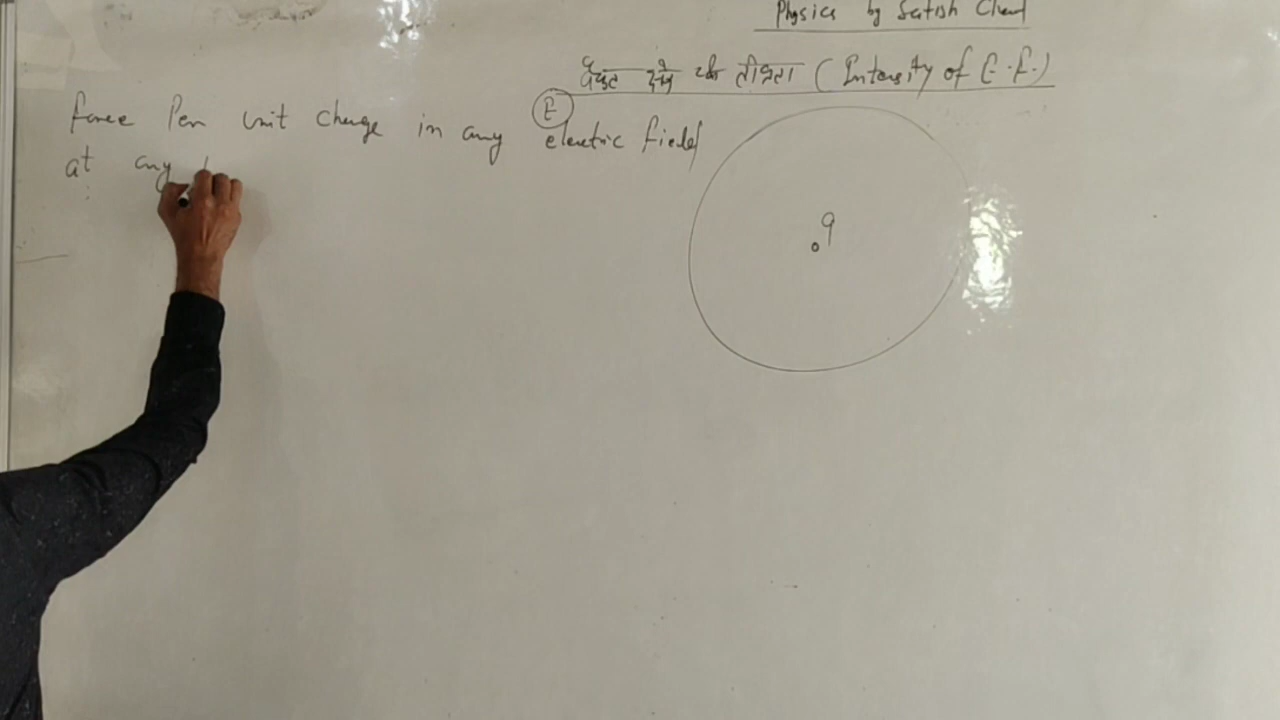 Physics by Satish Chand
विद्युत क्षेत्र की तीव्रता (Intensity of E.F.)
E
Force Per unit charge in any electric field
at any
q